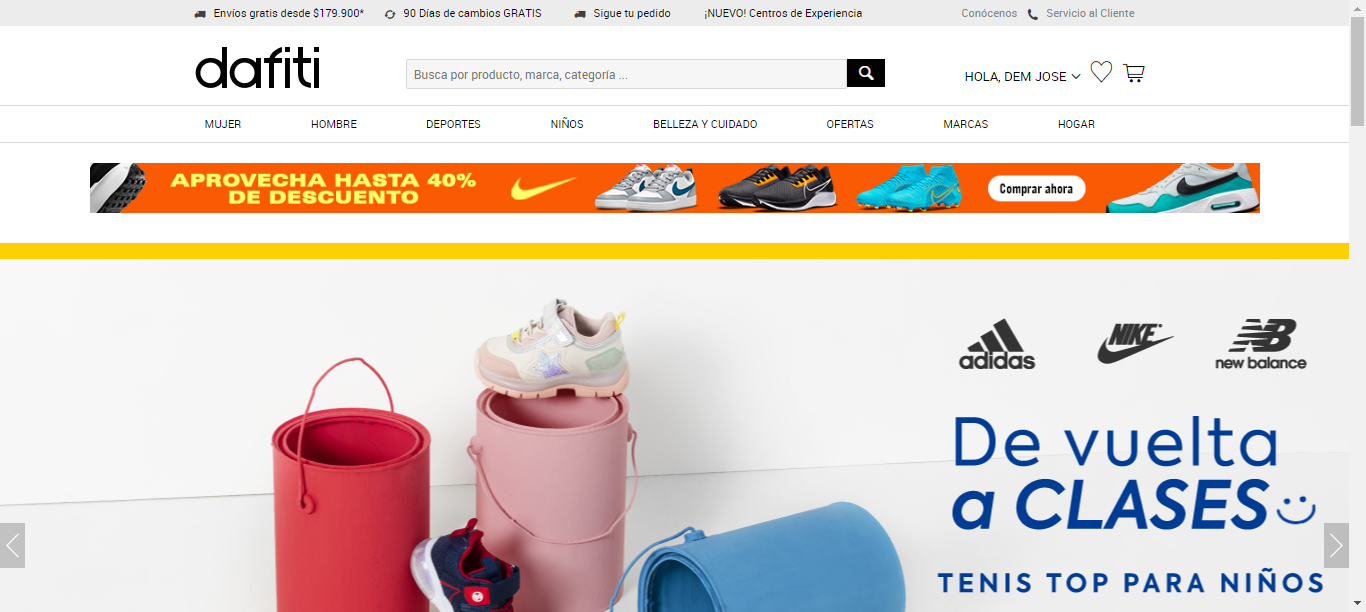 Envíos gratis desde $179.900*
90 Días de cambios GRATIS
Sigue tu pedido
¡NUEVO! Centros de Experiencia
Conócenos
Servicio al Cliente
dafiti
Busca por producto, marca, categoría ...
HOLA, DEM JOSE
MUJER
HOMBRE
DEPORTES
NIÑOS
BELLEZA Y CUIDADO
OFERTAS
MARCAS
HOGAR
APROVECHA HASTA 40%
DE DESCUENTO
Comprar ahora
adidas
NIKE
NB
new balance
De vuelta
a CLASES
TENIS TOP PARA NIÑOS